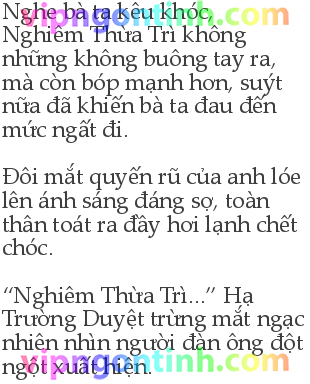 Nghe bà ta kêu khóc,
vipngontinh.com
Nghiêm Thừa Trì không
những không buông tay ra,
mà còn bóp mạnh hơn, suýt
nữa đã khiến bà ta đau đến
mức ngất đi.
Đôi mắt quyến rũ của anh lóe
lên ánh sáng đáng sợ, toàn
thân toát ra đầy hơi lạnh chết
chóc.
“Nghiêm Thừa Trì...” Hạ
Trường Duyệt trừng mắt ngạc
nhiên nhìn người đàn ông đột
vipngontinh.com
ngột xuất hiện.